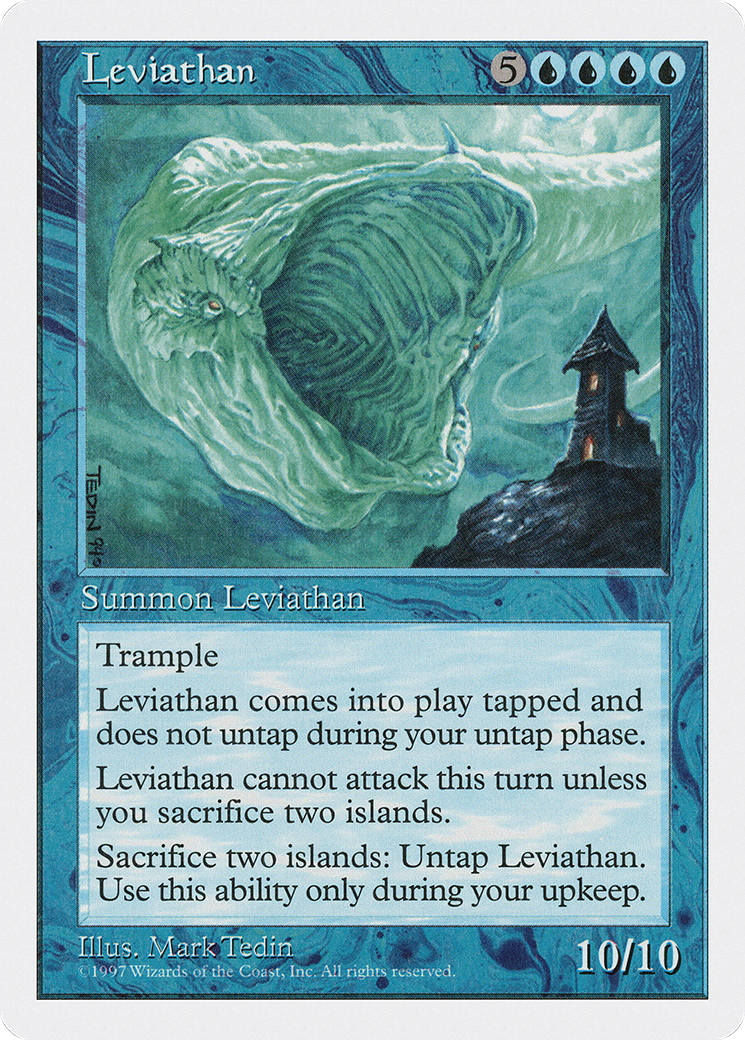 Leviathan 5
TEDIN 94©
Summon Leviathan
Trample
Leviathan comes into play tapped and
does not untap during your untap phase.
Leviathan cannot attack this turn unless
you sacrifice two islands.
Sacrifice two islands: Untap Leviathan.
Use this ability only during your upkeep.
Illus. Mark Tedin
©1997 Wizards of the Coast, Inc. All rights reserved.
10/10